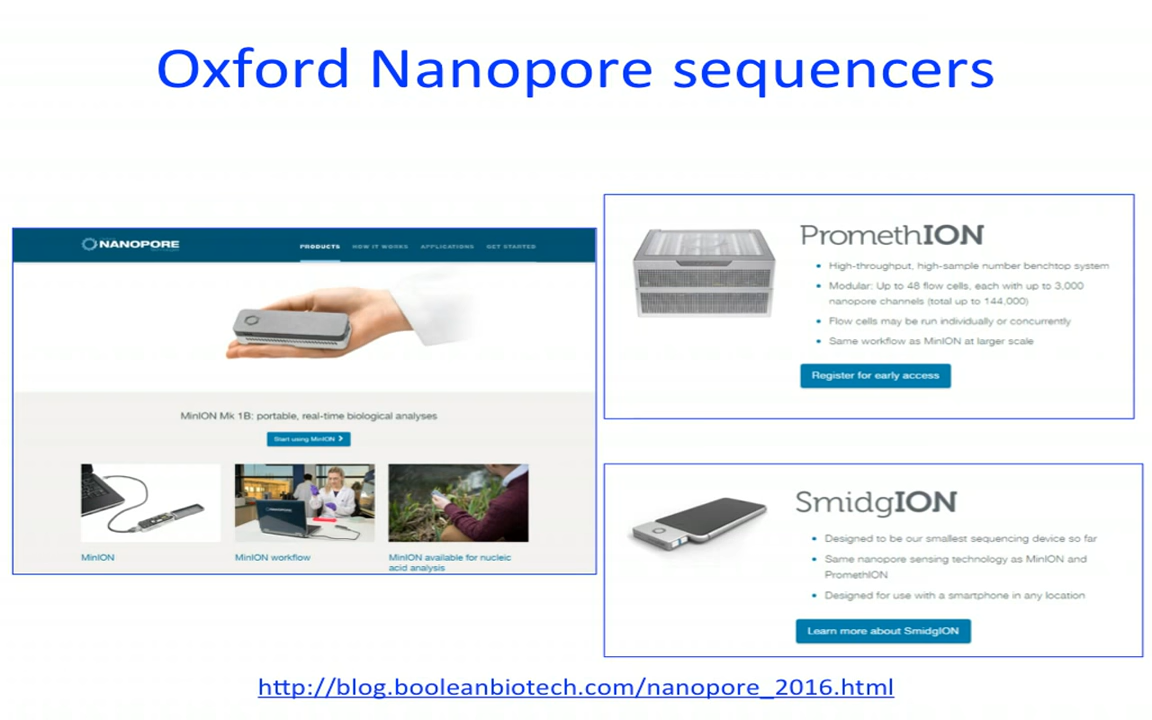 Oxford Nanopore sequencers
NANOPORE
PRODUCTS HOW IT WORKS APPLICATIONS GET STARTED
MinION Mk 1B: portable, real-time biological analyses
Start using MinION
MinION
MinION workflow
MinION available for nucleic
acid analysis
PromethION
• High-throughput, high-sample number benchtop system
• Modular: Up to 48 flow cells, each with up to 3,000
nanopore channels (total up to 144,000)
• Flow cells may be run individually or concurrently
• Same workflow as MinION at larger scale
Register for early access
SmidgION
• Designed to be our smallest sequencing device so far
• Same nanopore sensing technology as MinION and
PromethION
• Designed for use with a smartphone in any location
Learn more about SmidgION
http://blog.booleanbiotech.com/nanopore_2016.html